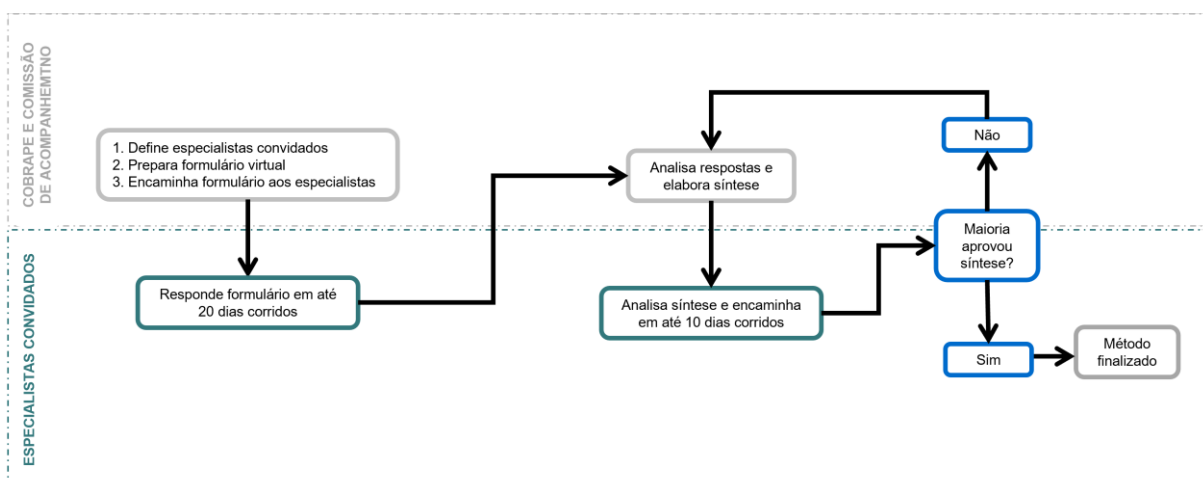 COBRAPE E COMISSÃO
DE ACOMPANHEMTNO
1. Define especialistas convidados
2. Prepara formulário virtual
3. Encaminha formulário aos especialistas
Analisa respostas e
elabora síntese
Não
Maioria
aprovou
síntese?
ESPECIALISTAS CONVIDADOS
Responde formulário em até
20 dias corridos
Analisa síntese e encaminha
em até 10 dias corridos
Sim
Método
finalizado